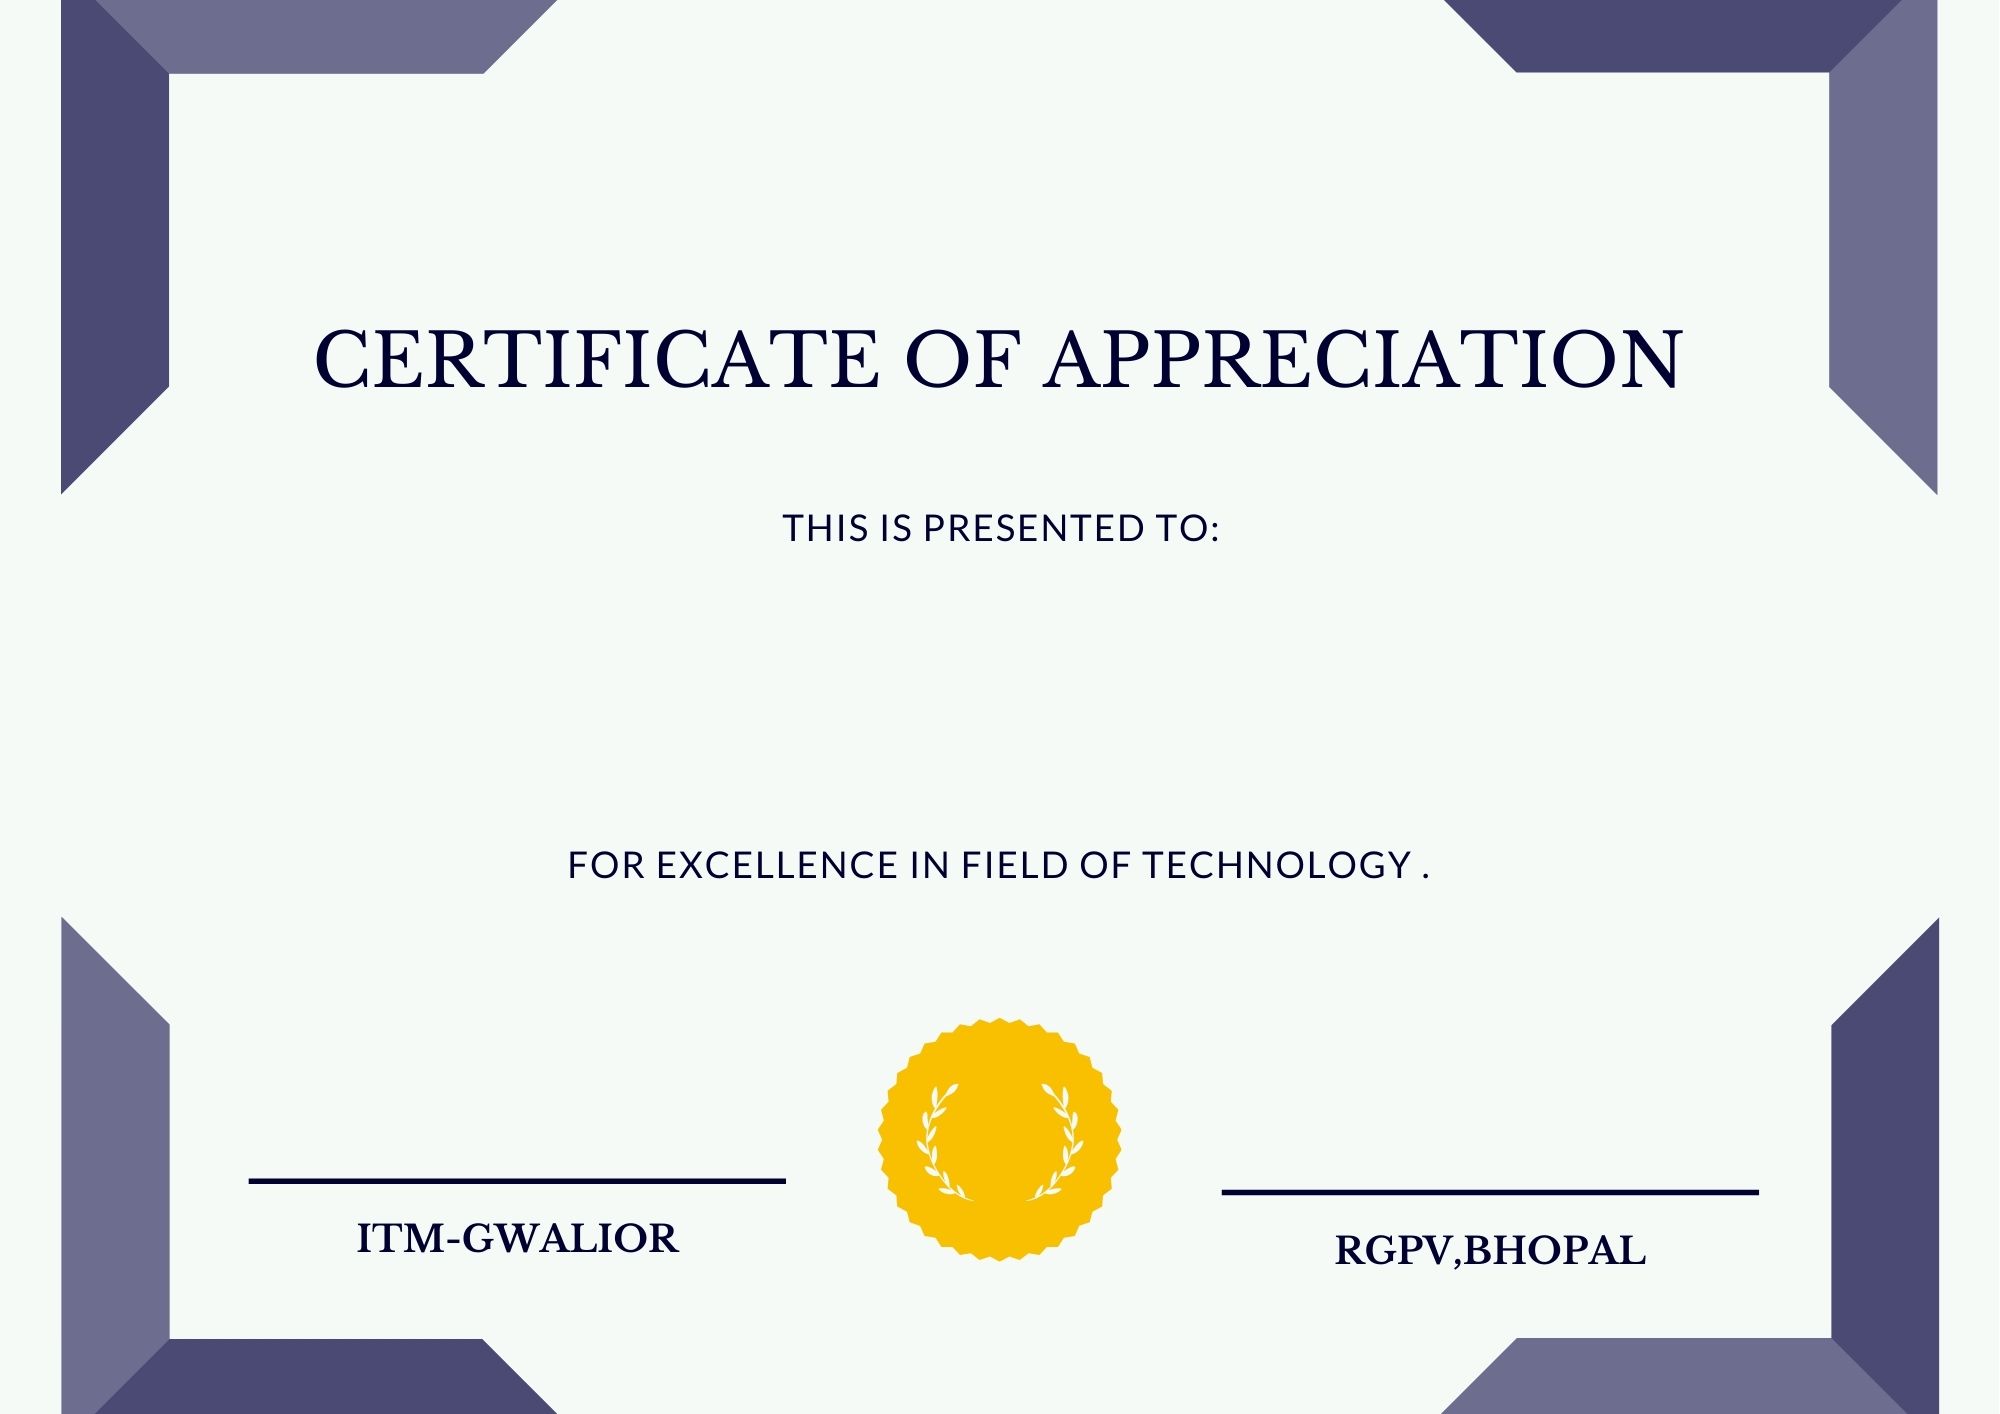 CERTIFICATE OF APPRECIATION
THIS IS PRESENTED TO:
FOR EXCELLENCE IN FIELD OF TECHNOLOGY .
ITM-GWALIOR
RGPV,BHOPAL